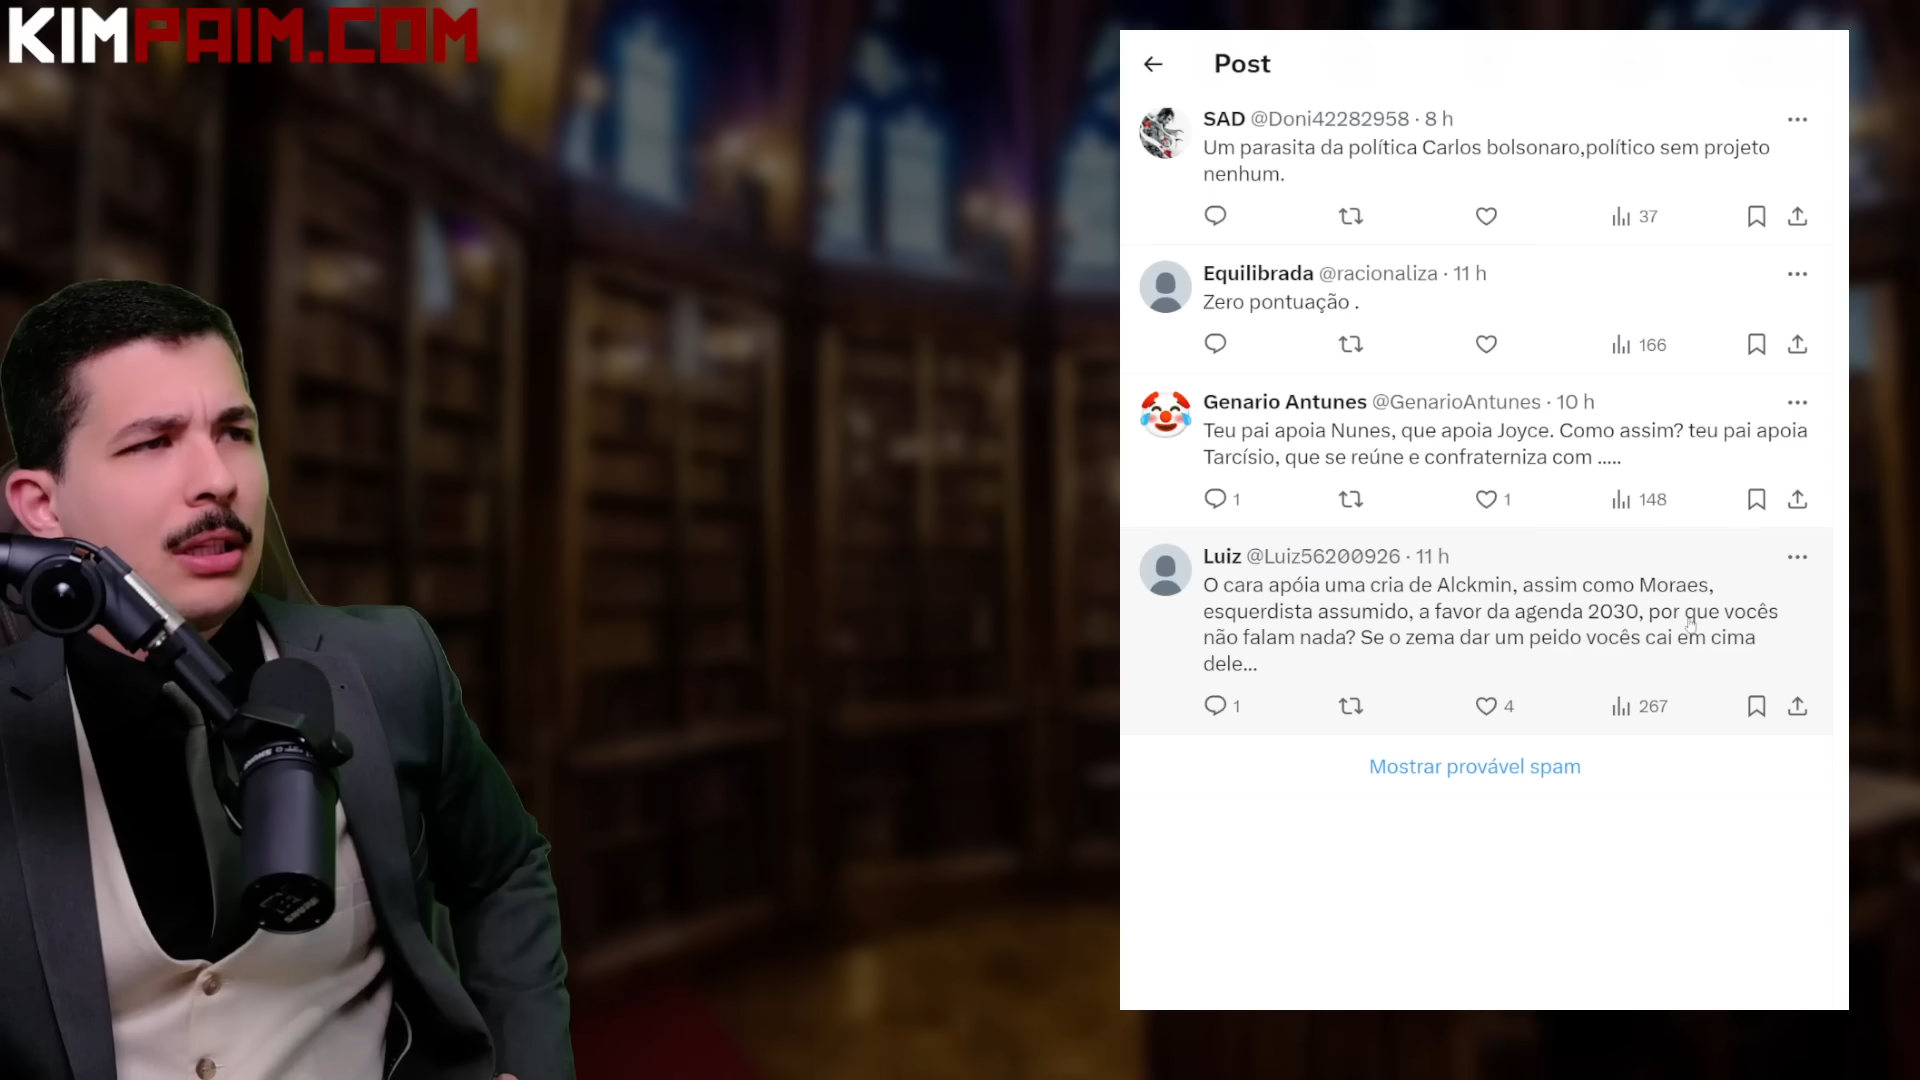 KIMPAIM.COM
Post
SAD @Doni42282958 · 8 h
Um parasita da política Carlos bolsonaro,político sem projeto
nenhum.
37
Equilibrada @racionaliza · 11 h
Zero pontuação .
166
Genario Antunes @GenarioAntunes · 10 h
Teu pai apoia Nunes, que apoia Joyce. Como assim? teu pai apoia
Tarcísio, que se reúne e confraterniza com .....
1 1 148
Luiz @Luiz56200926 · 11 h
O cara apóia uma cria de Alckmin, assim como Moraes,
esquerdista assumido, a favor da agenda 2030, por que vocês
não falam nada? Se o zema dar um peido vocês cai em cima
dele...
1 4 267
Mostrar provável spam